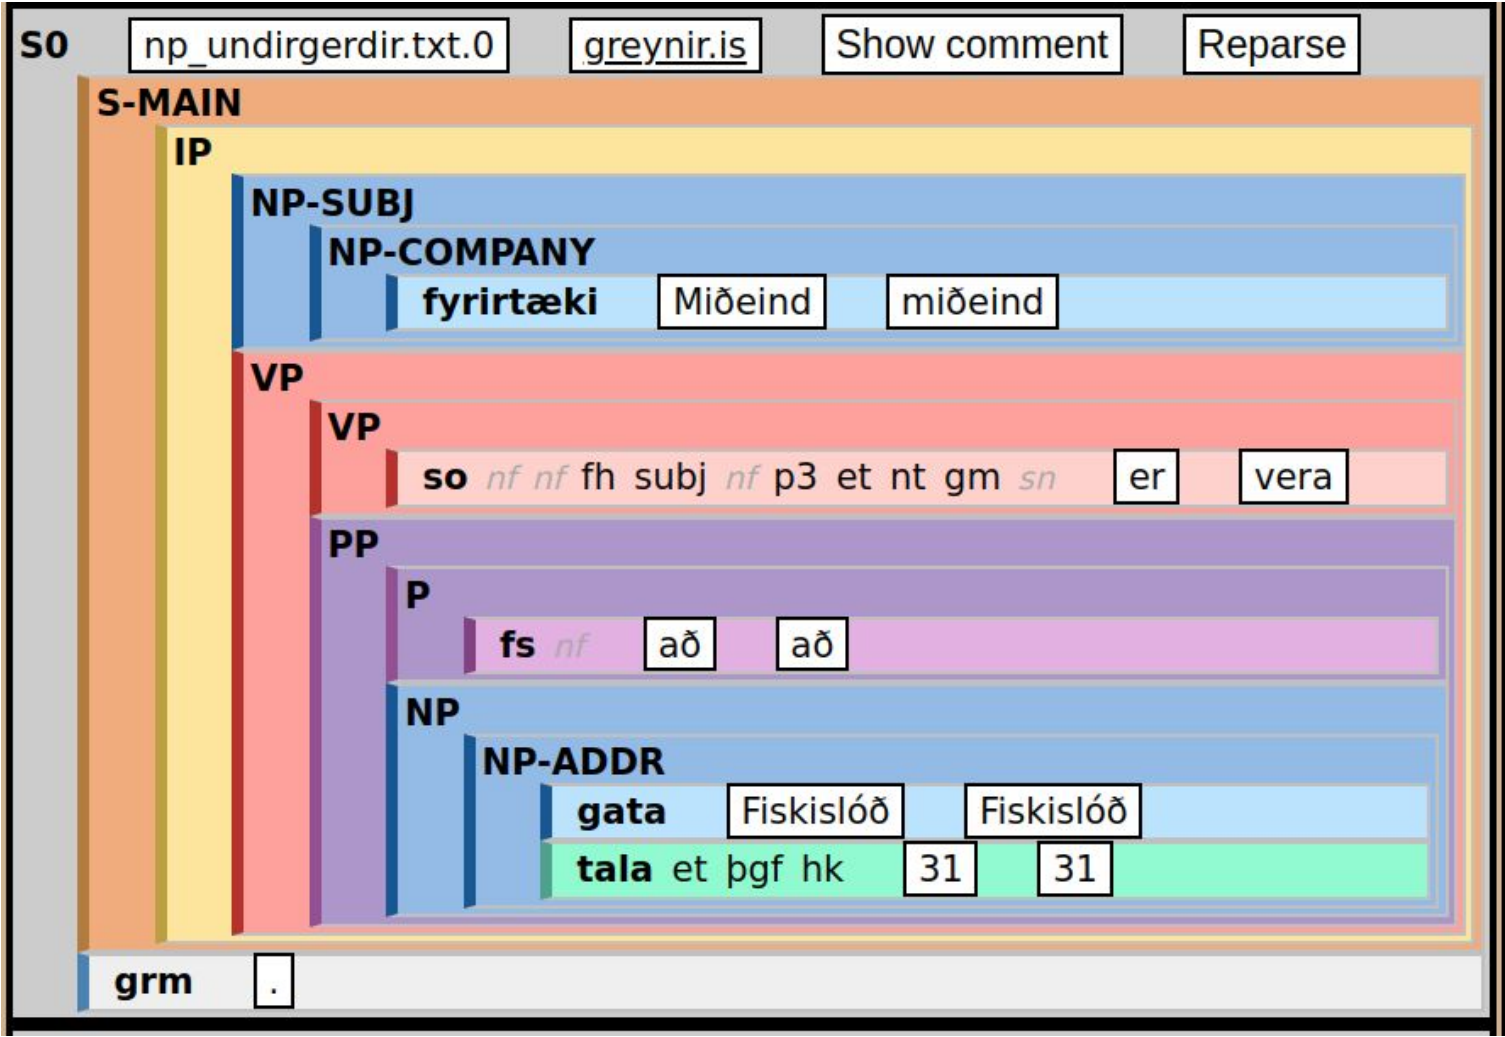 S0 np_undirgerdir.txt.0 greynir.is Show comment Reparse
S-MAIN
IP
NP-SUBJ
NP-COMPANY
fyrirtæki Miðeind miðeind
VP
VP
so nf nf fh subj nf p3 et nt gm sn er vera
PP
P
fs nf að að
NP
NP-ADDR
gata Fiskislóð Fiskislóð
tala et þgf hk 31 31
grm .